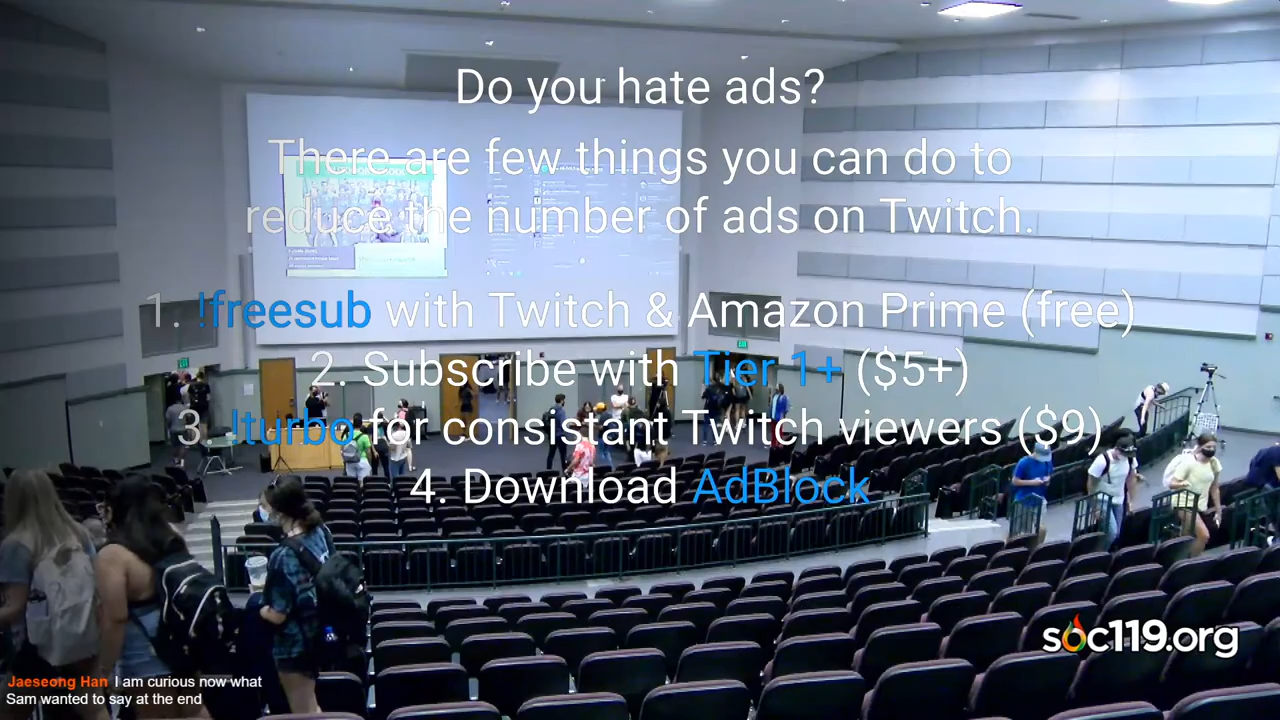 Do you hate ads?
There are few things you can do to
reduce the number of ads on Twitch.
1. !freesub with Twitch & Amazon Prime (free)
2. Subscribe with Tier 1+ ($5+)
3. !turbo for consistant Twitch viewers ($9)
4. Download AdBlock
soc119.org
Jaeseong Han I am curious now what
Sam wanted to say at the end